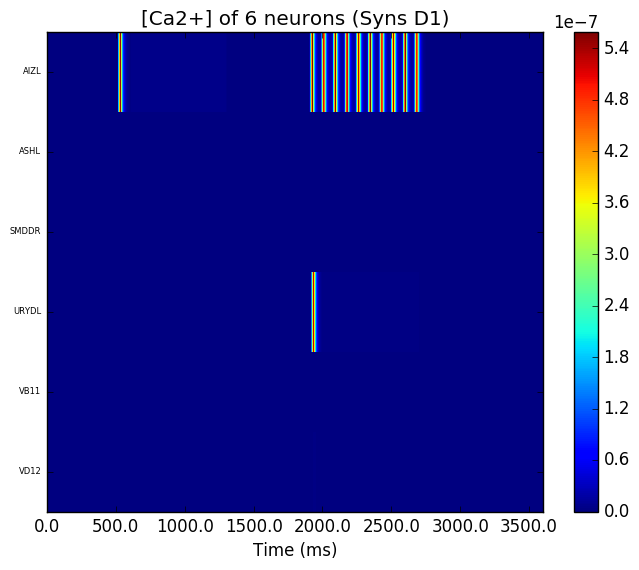 [Ca2+] of 6 neurons (Syns D1)
1e−7
AIZL
ASHL
SMDDR
URYDL
VB11
VD12
0.0 500.0 1000.0 1500.0 2000.0 2500.0 3000.0 3500.0
Time (ms)
5.4
4.8
4.2
3.6
3.0
2.4
1.8
1.2
0.6
0.0